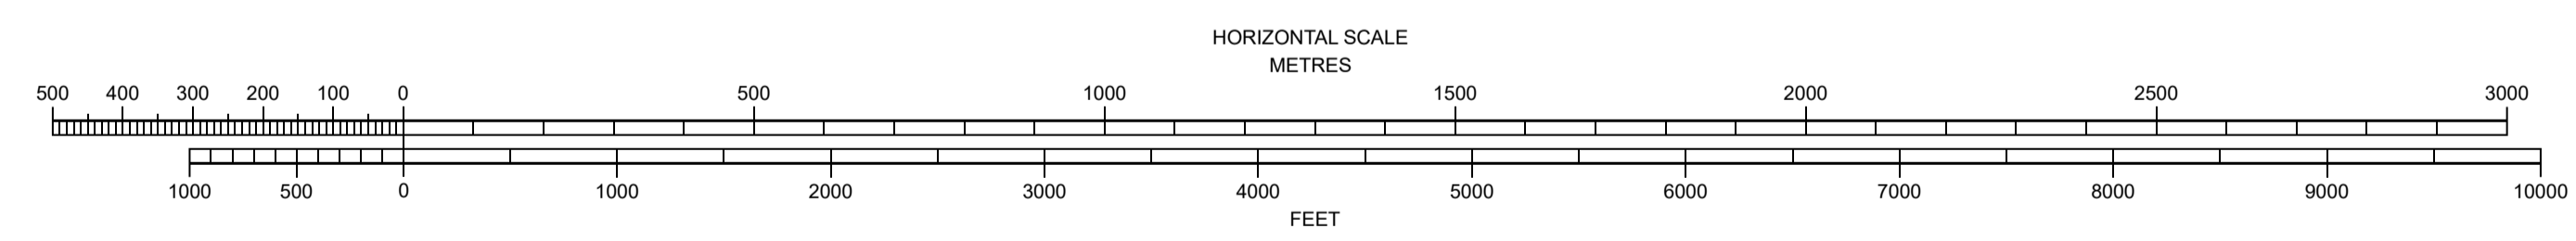 HORIZONTAL SCALE
METRES
500 400 300 200 100 0 500 1000 1500 2000 2500 3000
1000 500 0 1000 2000 3000 4000 5000 6000 7000 8000 9000 10000
FEET